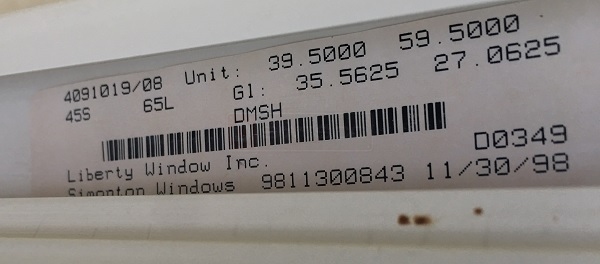 4091019/08 Unit: 39.5000 59.5000
45S 65L Gl: 35.5625 27.0625
DMSH
Liberty Window Inc. D0349
Simonton Windows 9811300843 11/30/98